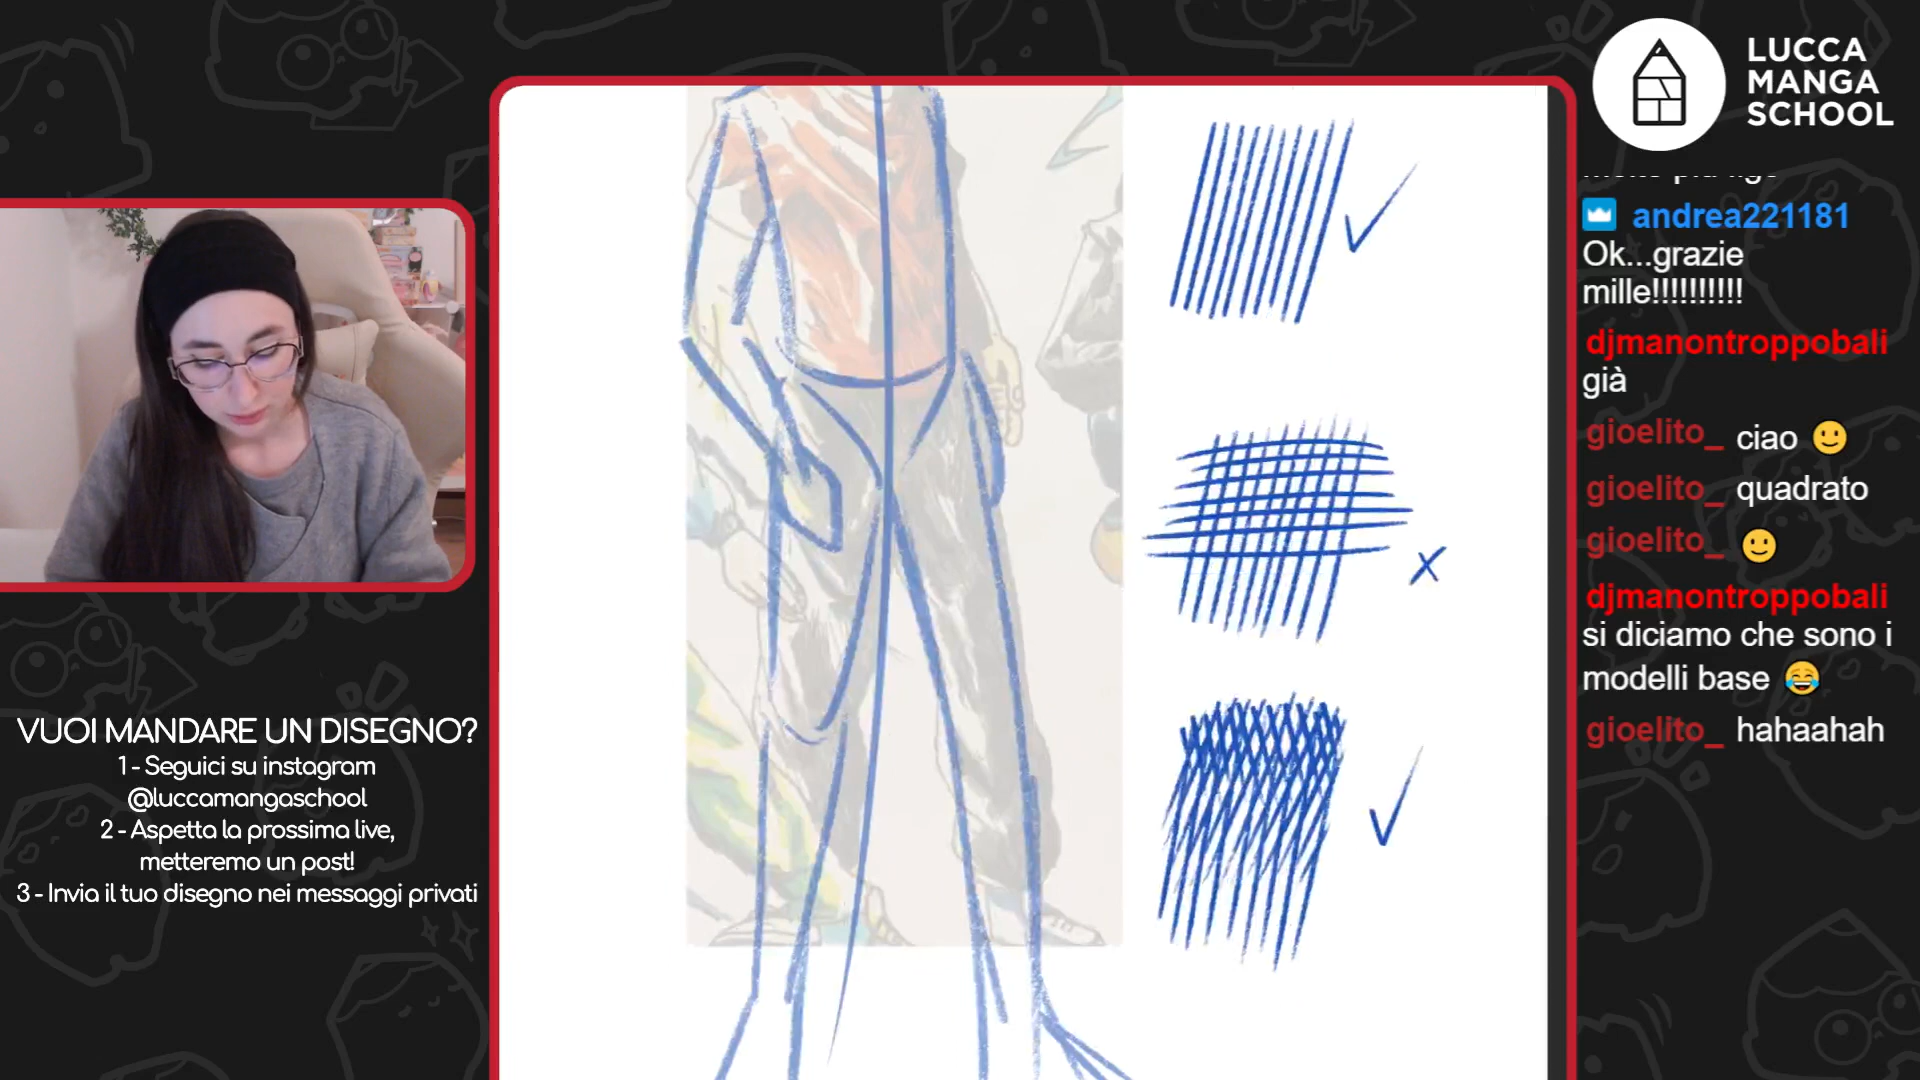 LUCCA
MANGA
SCHOOL
andrea221181
Ok...grazie
mille!!!!!!!!!!
djmanontroppobali
già
gioelito_ ciao 🙂
gioelito_ quadrato
gioelito_ 🙂
djmanontroppobali
si diciamo che sono i
modelli base 😂
gioelito_ hahaahah
VUOI MANDARE UN DISEGNO?
1 - Seguici su instagram
@luccamangaschool
2 - Aspetta la prossima live,
metteremo un post!
3 - Invia il tuo disegno nei messaggi privati